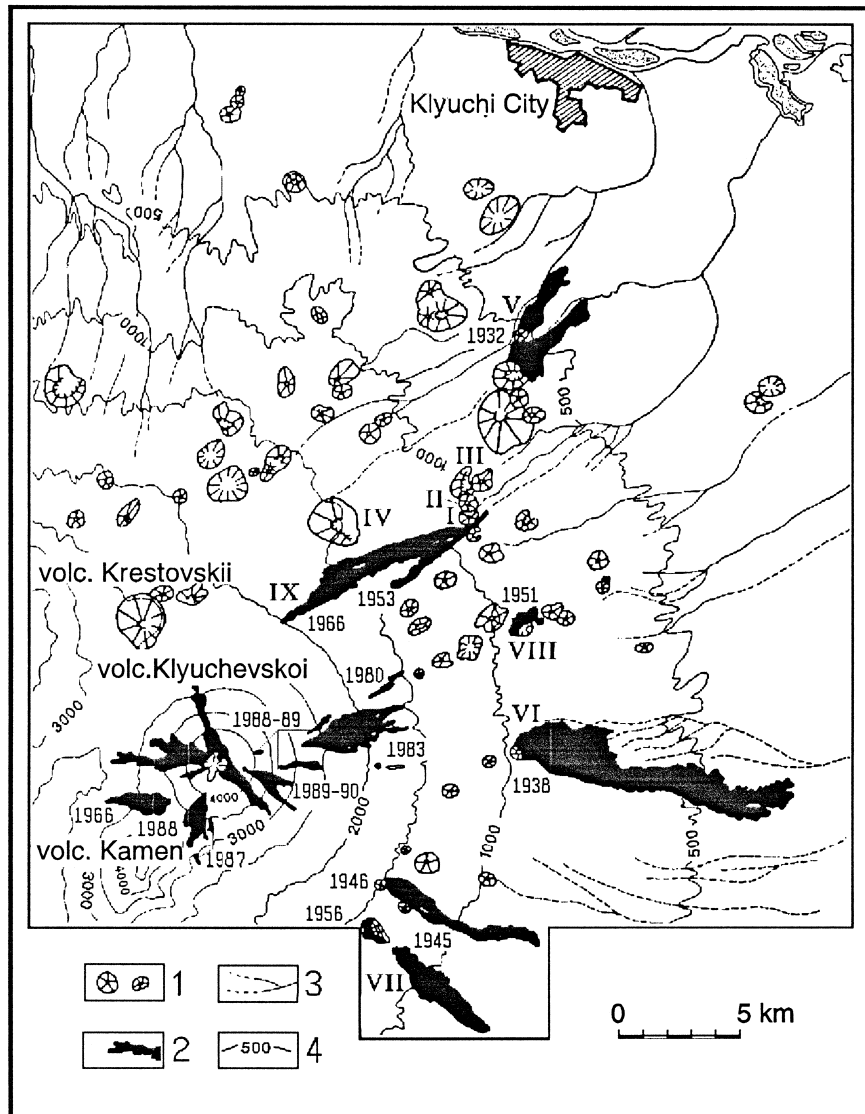 Klyuchi City
500
1000
V
1932
500
1000
III
II
I
IV
volc. Krestovskii
IX
1953
1966
1951
VIII
volc.Klyuchevskoi
1980
3000
1988-89
VI
1983
1938
1989-90
1966
1988
4000
3000
2000
1000
500
volc. Kamen
1987
4000
3000
1946
1956
1945
VII
1
3
0 5 km
2
500
4